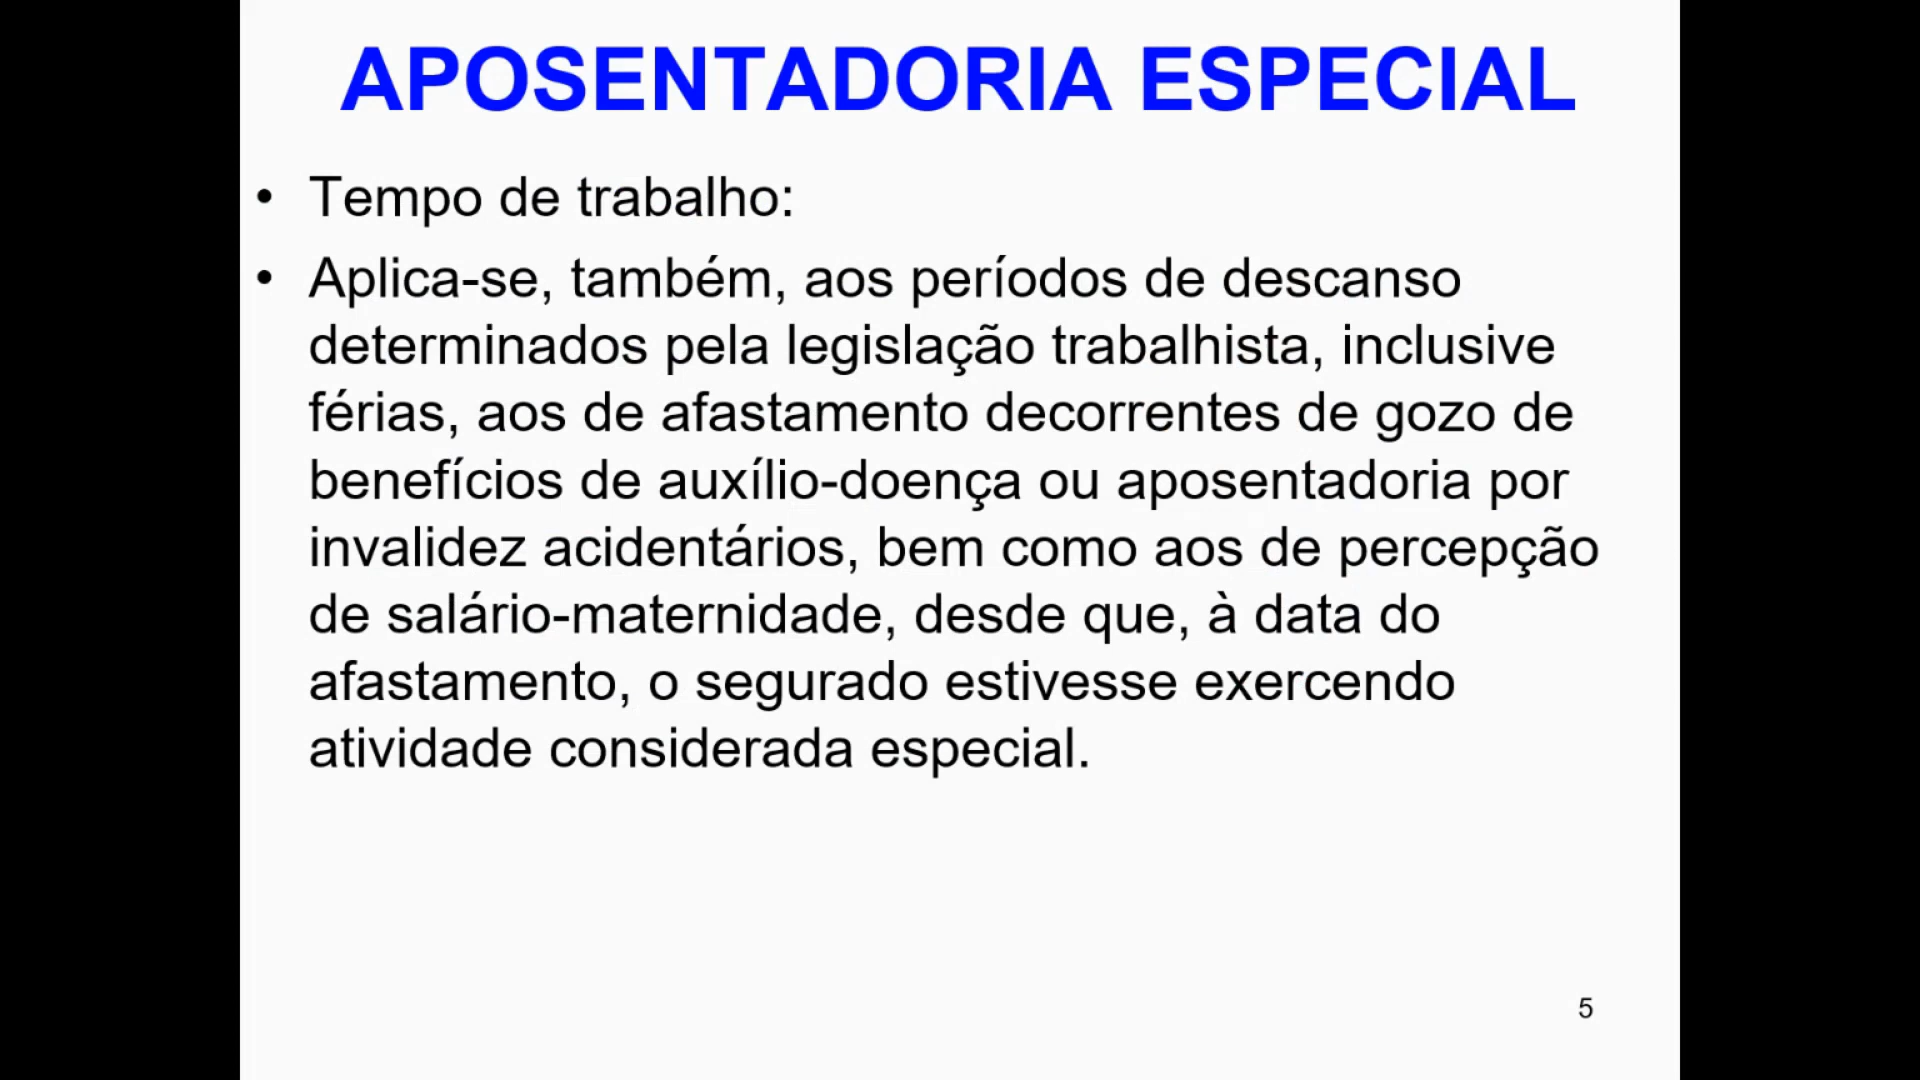 APOSENTADORIA ESPECIAL
• Tempo de trabalho:
• Aplica-se, também, aos períodos de descanso
determinados pela legislação trabalhista, inclusive
férias, aos de afastamento decorrentes de gozo de
benefícios de auxílio-doença ou aposentadoria por
invalidez acidentários, bem como aos de percepção
de salário-maternidade, desde que, à data do
afastamento, o segurado estivesse exercendo
atividade considerada especial.
5